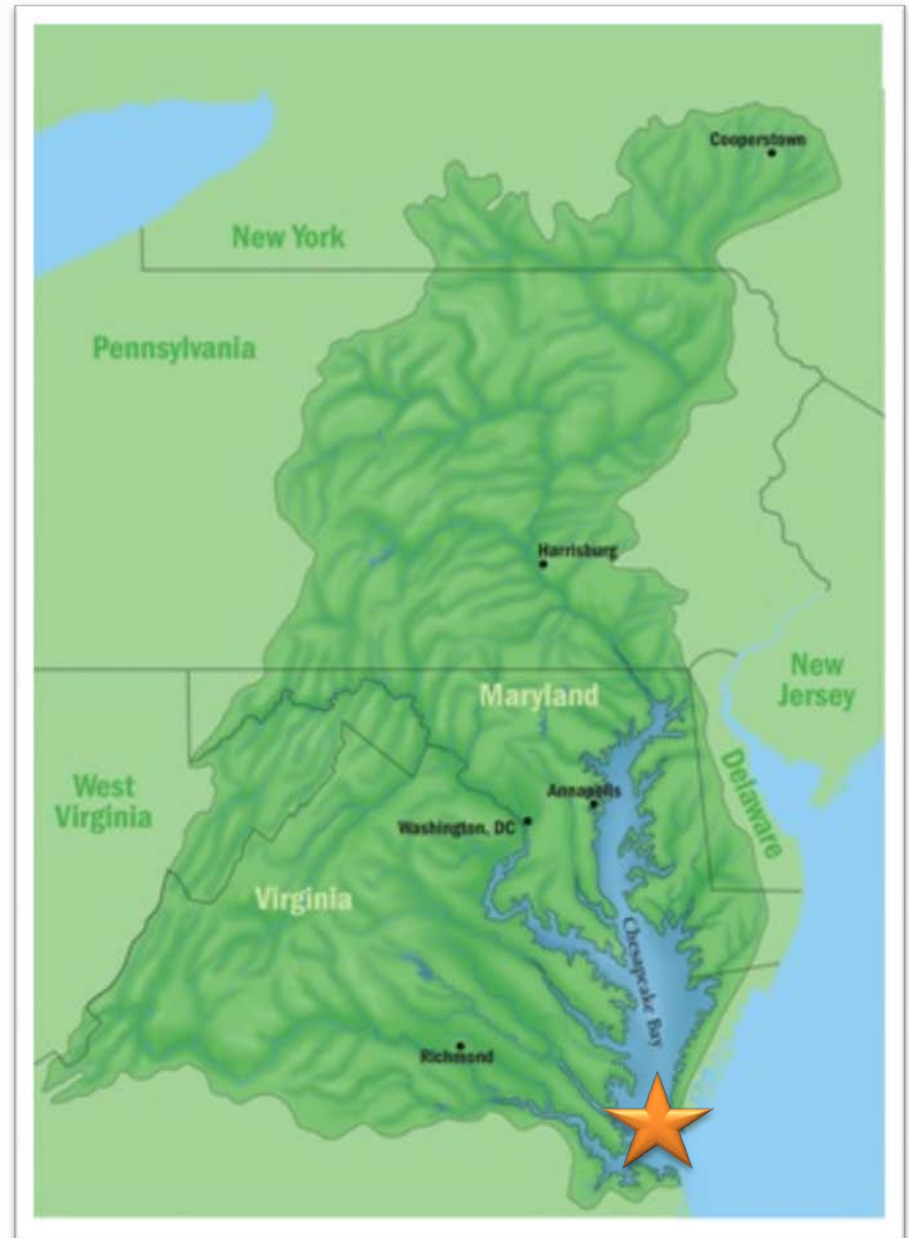 Cooperstown
New York
Pennsylvania
Harrisburg
Maryland
New
Jersey
West
Virginia
Annapolis
Delaware
Washington, DC
Virginia
Chesapeake Bay
Richmond